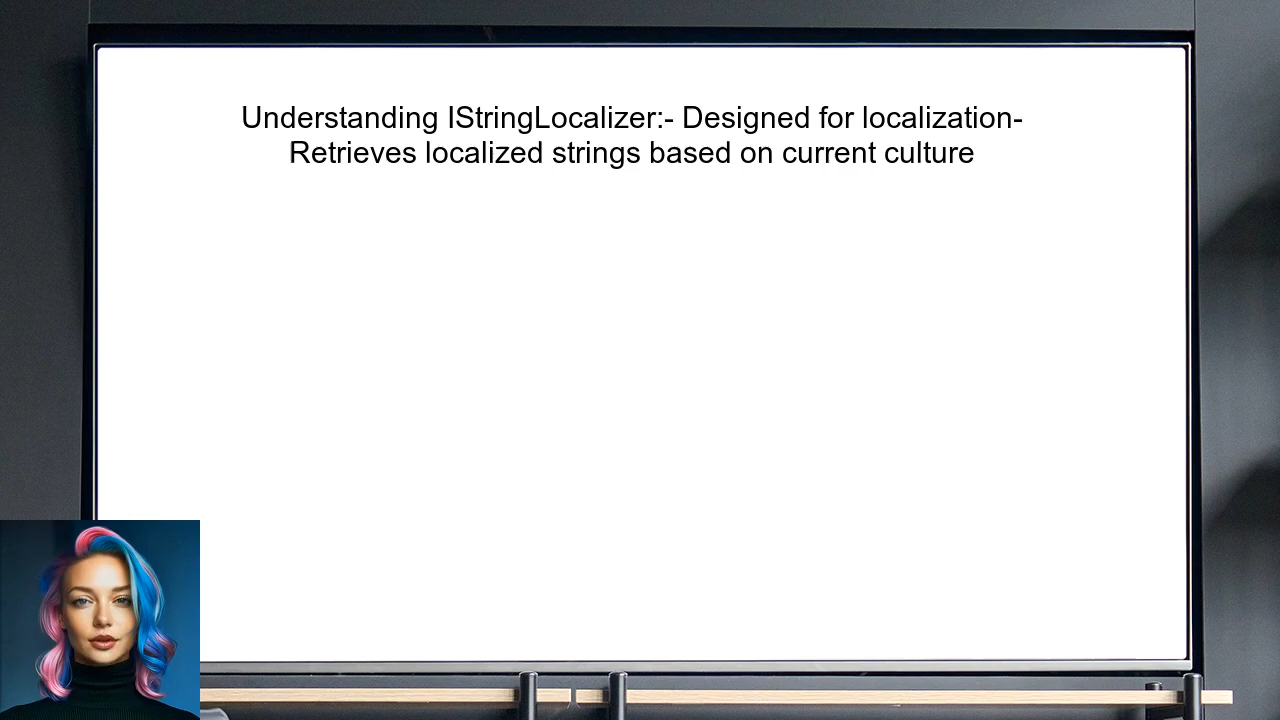 Understanding IStringLocalizer:- Designed for localization-
Retrieves localized strings based on current culture